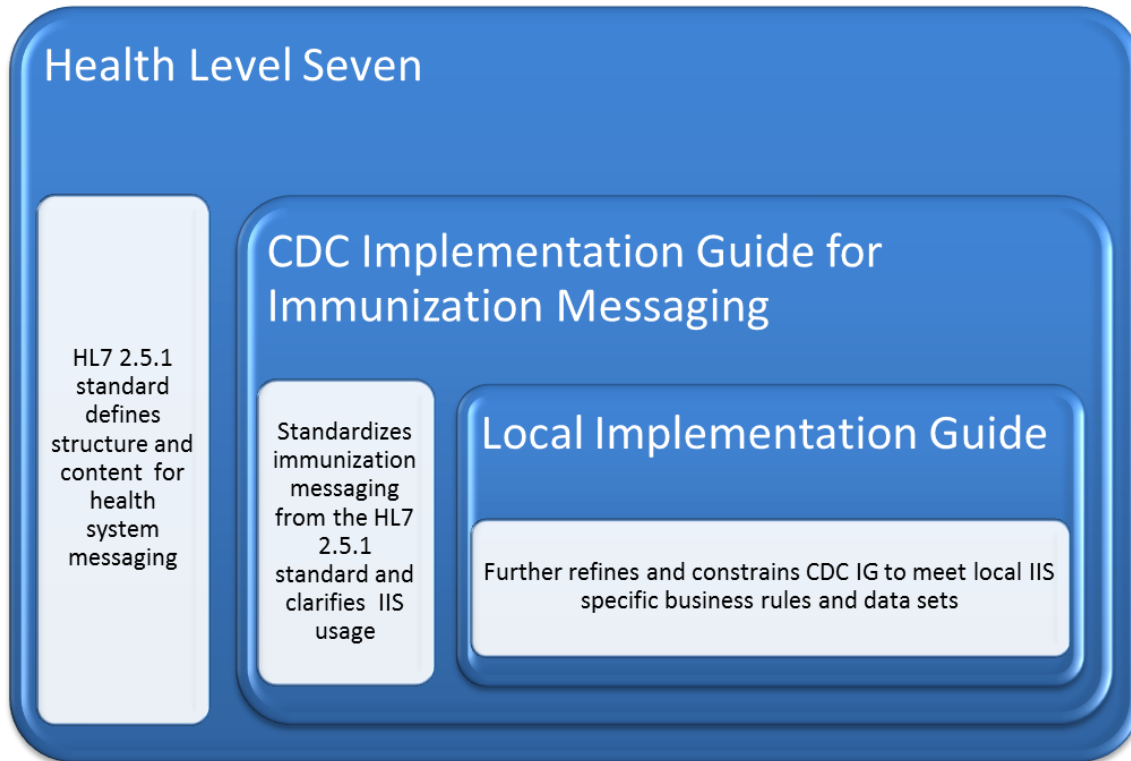 Health Level Seven
HL7 2.5.1
standard
defines
structure and
content for
health
system
messaging
CDC Implementation Guide for
Immunization Messaging
Standardizes
immunization
messaging
from the HL7
2.5.1
standard and
clarifies IIS
usage
Local Implementation Guide
Further refines and constrains CDC IG to meet local IIS
specific business rules and data sets